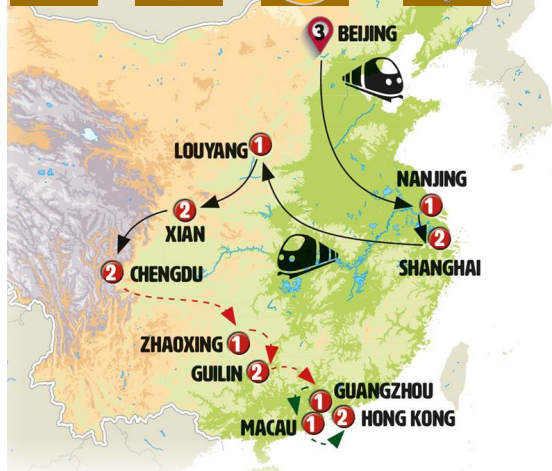 3 BEIJING
LOUYANG 1
NANJING
1
2
XIAN
2
SHANGHAI
2 CHENGDU
ZHAOXING 1
GUILIN 2
GUANGZHOU
1
2 HONG KONG
MACAU 1